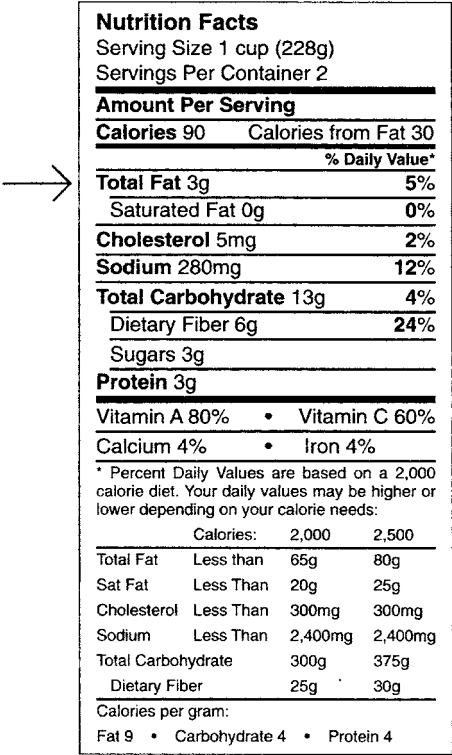 Nutrition Facts
Serving Size 1 cup (228g)
Servings Per Container 2
Amount Per Serving
Calories 90 Calories from Fat 30
% Daily Value*
Total Fat 3g 5%
Saturated Fat 0g 0%
Cholesterol 5mg 2%
Sodium 280mg 12%
Total Carbohydrate 13g 4%
Dietary Fiber 6g 24%
Sugars 3g
Protein 3g
Vitamin A 80% • Vitamin C 60%
Calcium 4% • Iron 4%
* Percent Daily Values are based on a 2,000
calorie diet. Your daily values may be higher or
lower depending on your calorie needs:
Calories: 2,000 2,500
Total Fat Less than 65g 80g
Sat Fat Less Than 20g 25g
Cholesterol Less Than 300mg 300mg
Sodium Less Than 2,400mg 2,400mg
Total Carbohydrate 300g 375g
Dietary Fiber 25g 30g
Calories per gram:
Fat 9 • Carbohydrate 4 • Protein 4